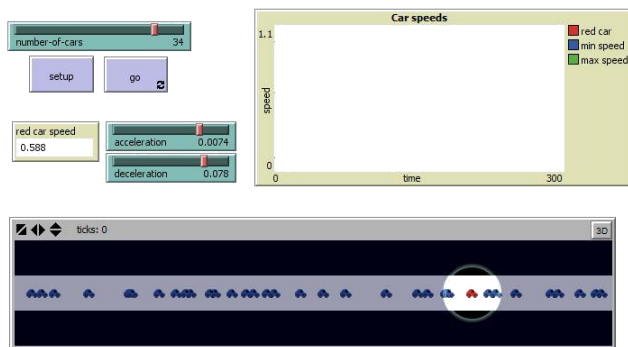 number-of-cars 34
setup
go
red car speed
0.588
acceleration 0.0074
deceleration 0.078
Car speeds
1.1
speed
0
0
time
300
red car
min speed
max speed
ticks: 0
3D